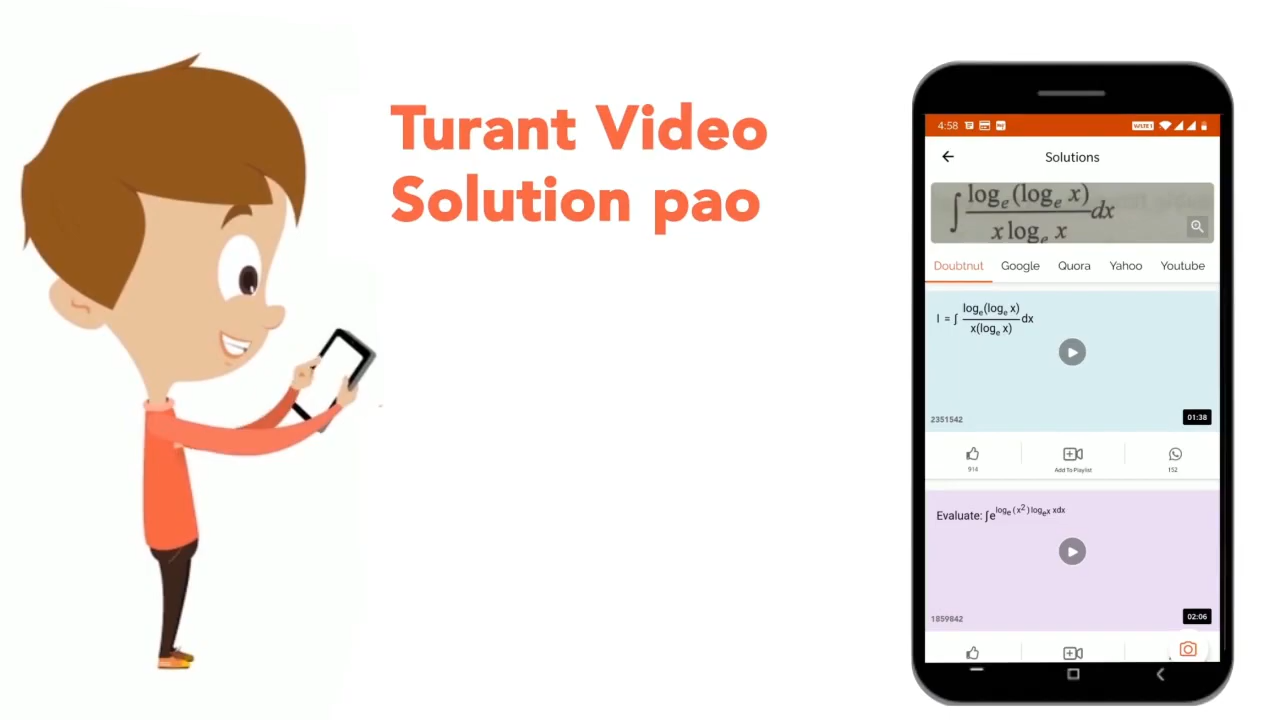 Turant Video
Solution pao
4:58
VoLTE1
Solutions
∫ logₑ(logₑ x) / x logₑ x dx
Doubtnut Google Quora Yahoo Youtube
I = ∫ logₑ(logₑ x) / x(logₑ x) dx
2351542 01:38
914 Add To Playlist 152
Evaluate: ∫e^logₑ(x²)logₑx xdx
1859842 02:06